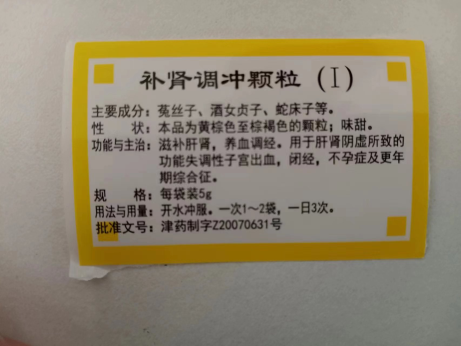 补肾调冲颗粒（Ⅰ）
主要成分：菟丝子、酒女贞子、蛇床子等。
性　　状：本品为黄棕色至棕褐色的颗粒；味甜。
功能与主治：滋补肝肾，养血调经。用于肝肾阴虚所致的
功能失调性子宫出血，闭经，不孕症及更年
期综合征。
规　　格：每袋装5g
用法与用量：开水冲服。一次1～2袋，一日3次。
批准文号：津药制字Z20070631号